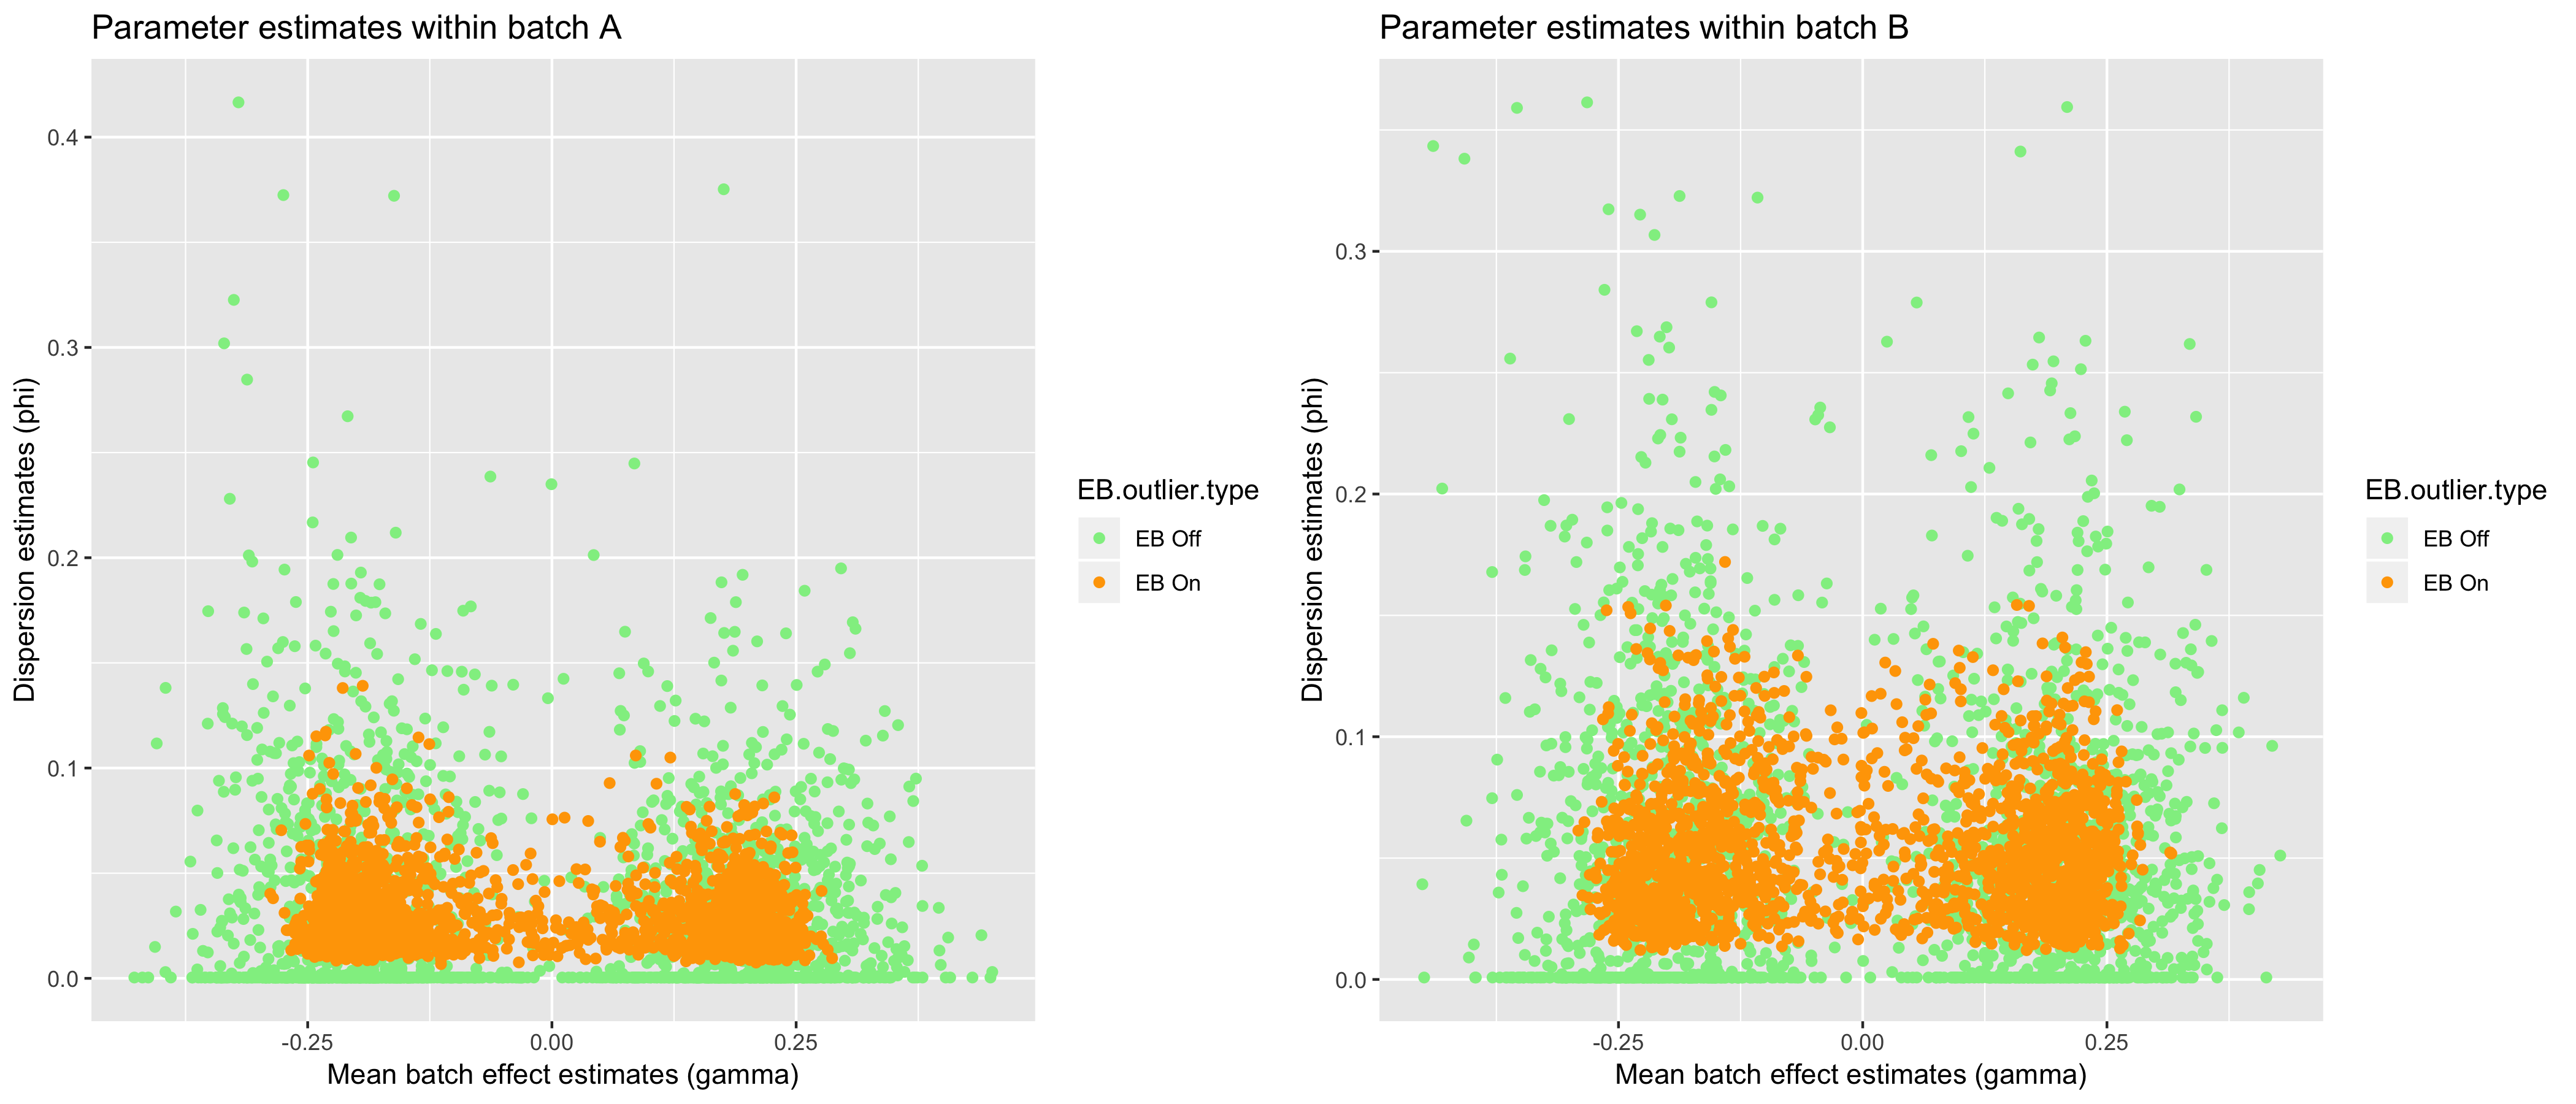 Parameter estimates within batch A
Dispersion estimates (phi)
0.4
0.3
0.2
0.1
0.0
-0.25 0.00 0.25
Mean batch effect estimates (gamma)
EB.outlier.type
EB Off
EB On
Parameter estimates within batch B
Dispersion estimates (phi)
0.3
0.2
0.1
0.0
-0.25 0.00 0.25
Mean batch effect estimates (gamma)
EB.outlier.type
EB Off
EB On